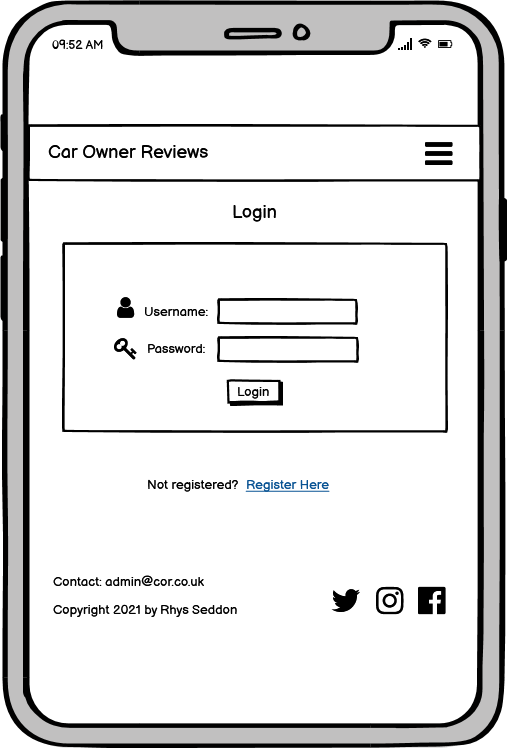 09:52 AM
Car Owner Reviews
Login
Username:
Password:
Login
Not registered? Register Here
Contact: admin@cor.co.uk
Copyright 2021 by Rhys Seddon